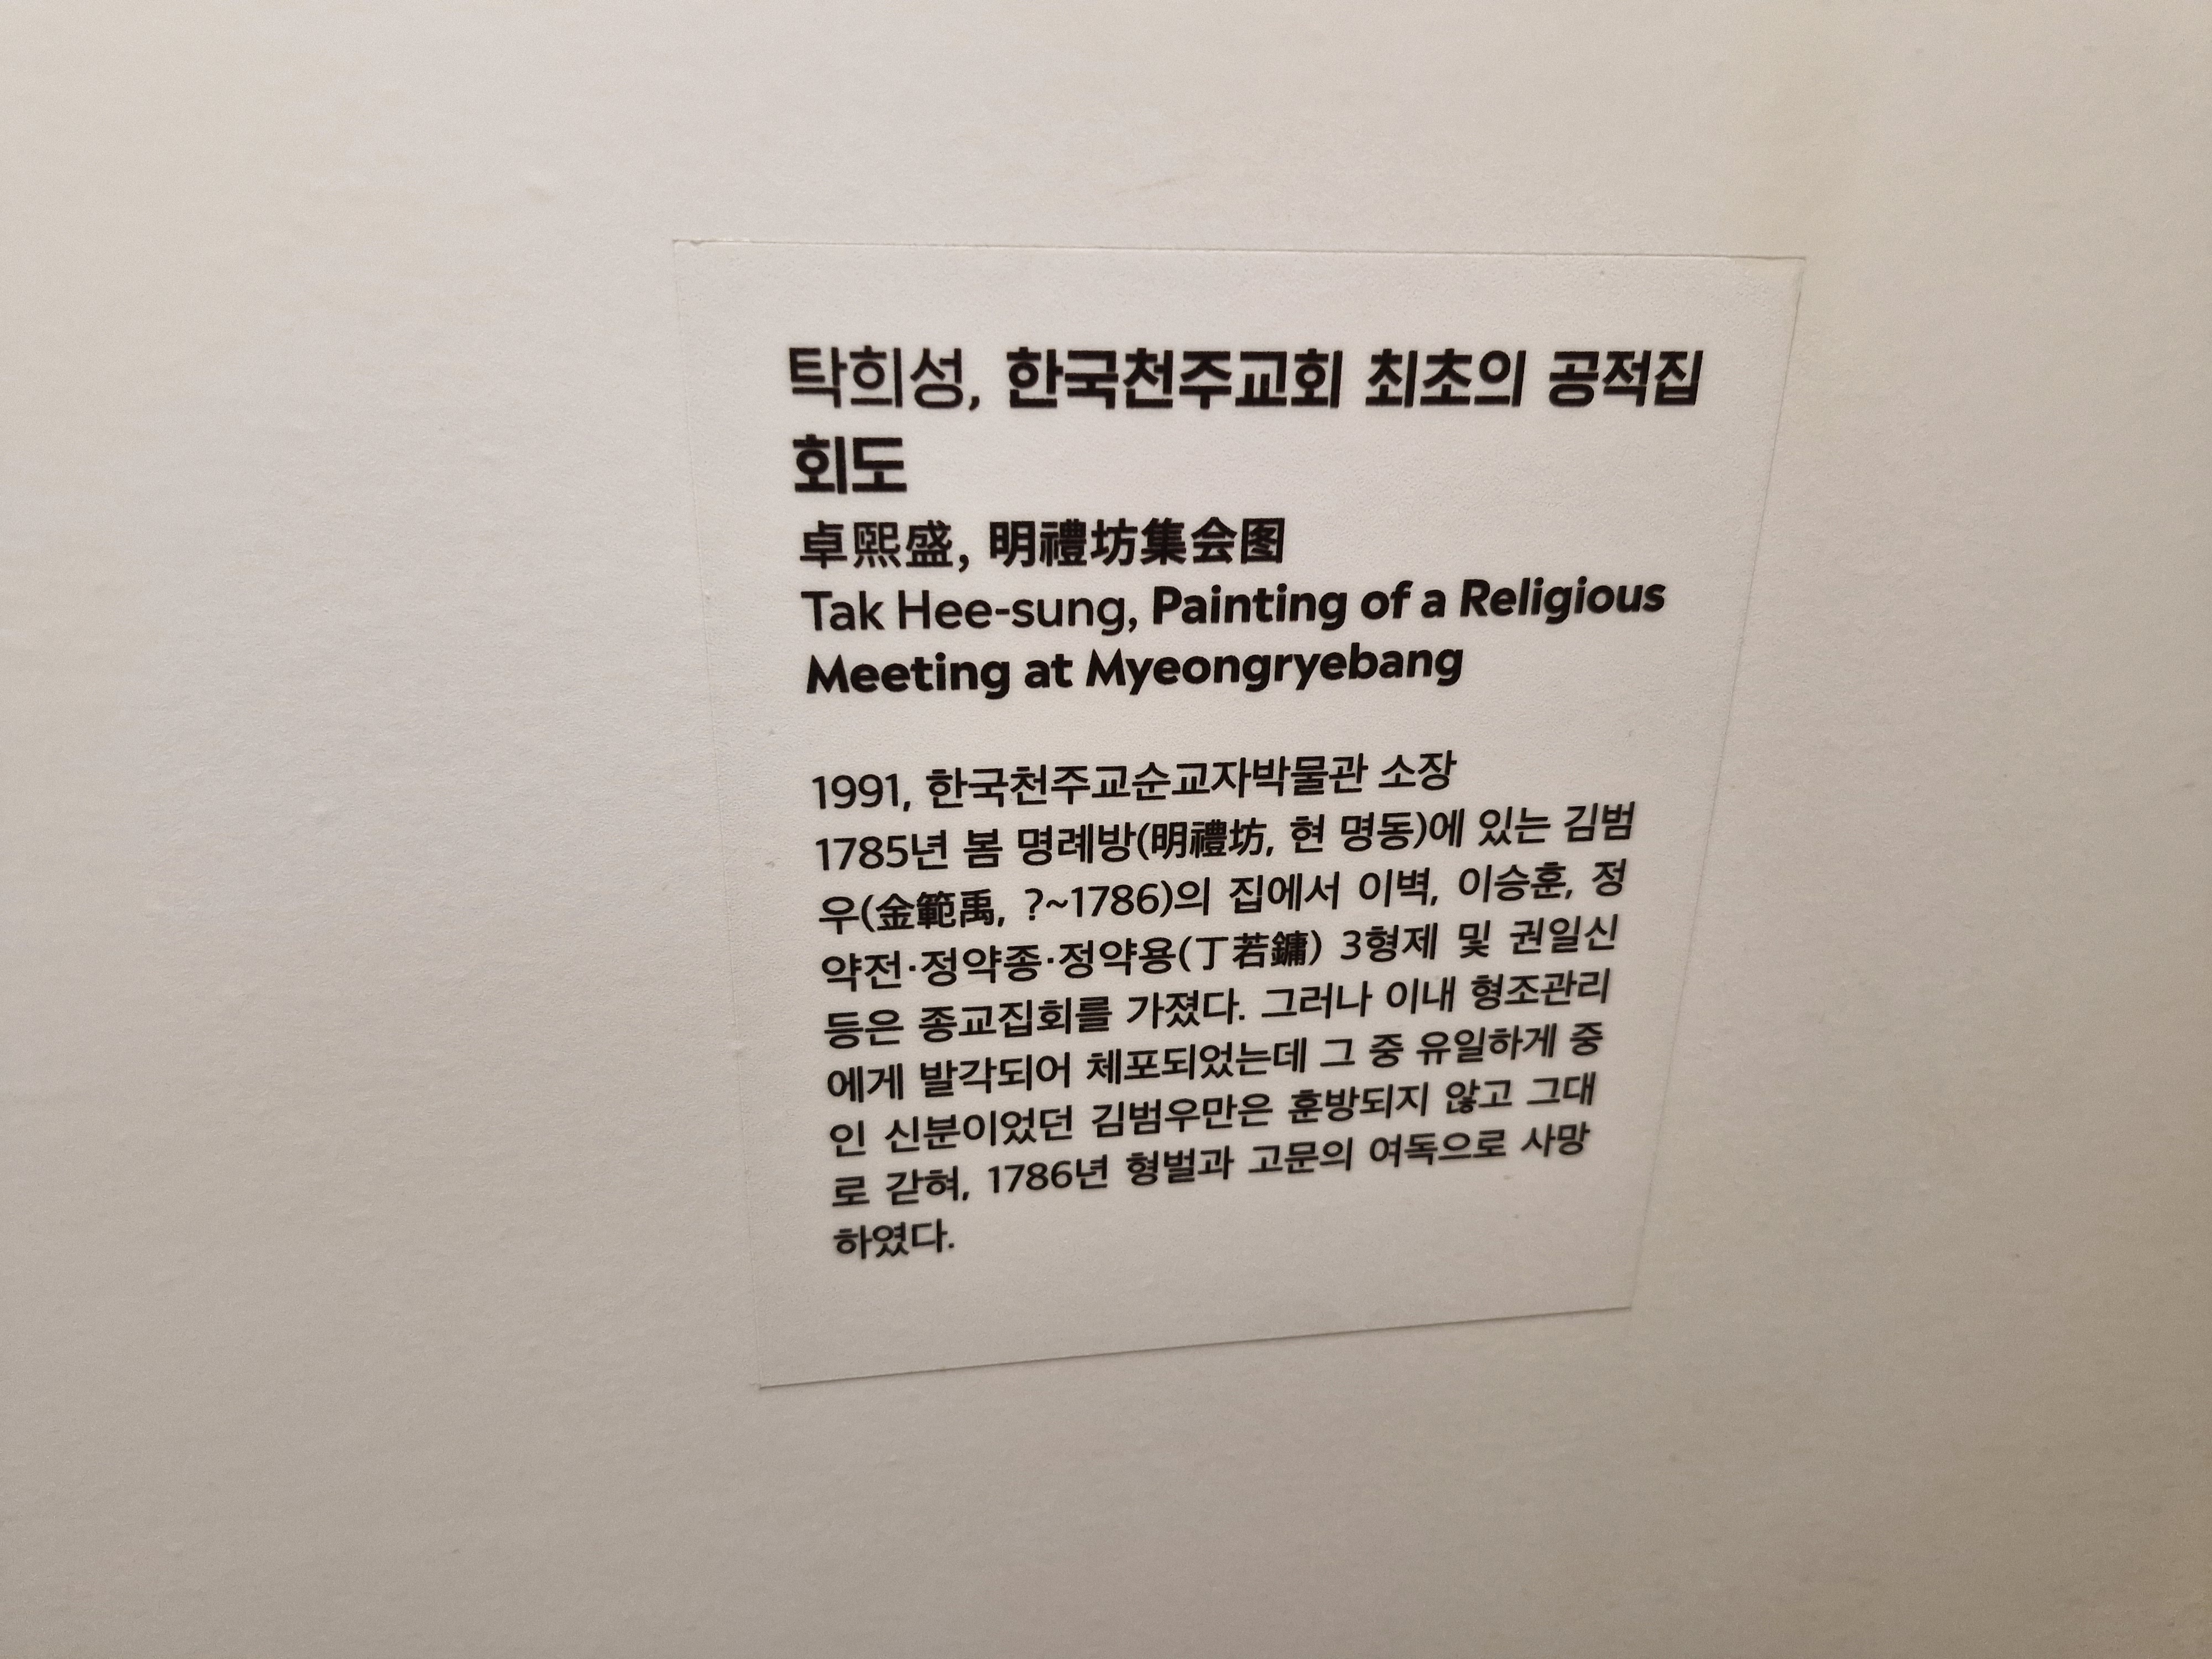 탁희성, 한국천주교회 최초의 공적집
회도
卓熙盛, 明禮坊集会图
Tak Hee-sung, Painting of a Religious
Meeting at Myeongryebang
1991, 한국천주교순교자박물관 소장
1785년 봄 명례방(明禮坊, 현 명동)에 있는 김범
우(金範禹, ?~1786)의 집에서 이벽, 이승훈, 정
약전·정약종·정약용(丁若鏞) 3형제 및 권일신
등은 종교집회를 가졌다. 그러나 이내 형조관리
에게 발각되어 체포되었는데 그 중 유일하게 중
인 신분이었던 김범우만은 훈방되지 않고 그대
로 갇혀, 1786년 형벌과 고문의 여독으로 사망
하였다.